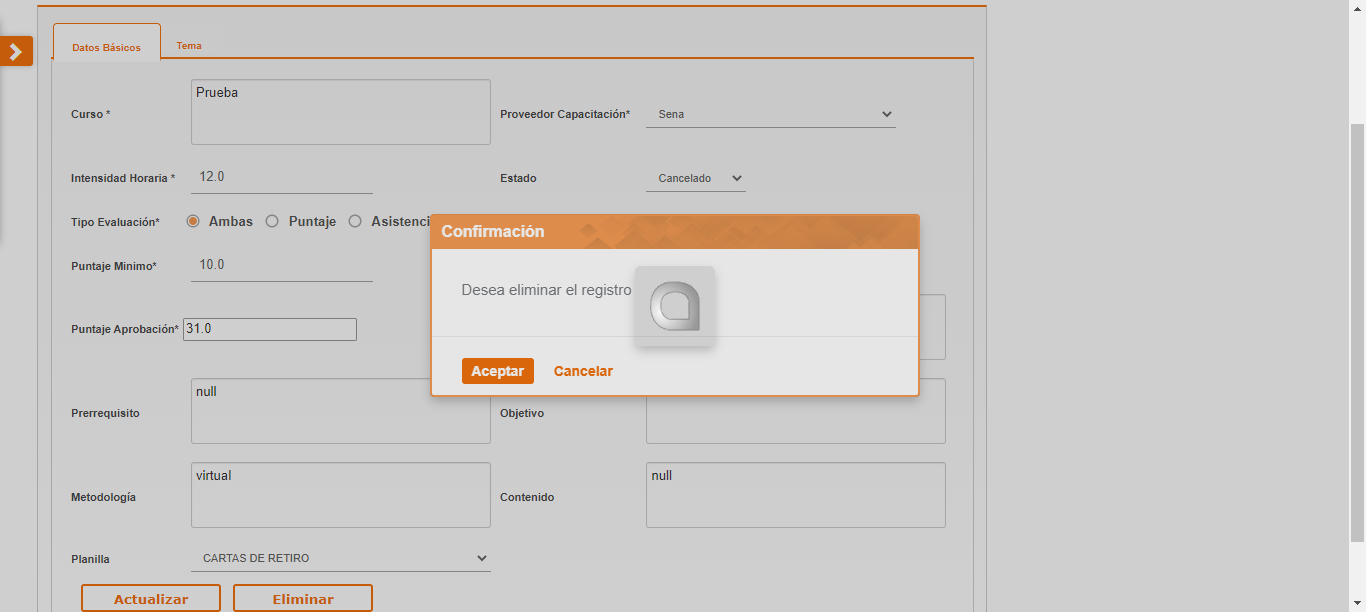 Datos Básicos
Tema
Curso *
Prueba
Proveedor Capacitación*
Sena
Intensidad Horaria *
12.0
Estado
Cancelado
Tipo Evaluación*
Ambas
Puntaje
Asistenci
Confirmación
Puntaje Minimo*
10.0
Desea eliminar el registro
Puntaje Aprobación*
31.0
Aceptar
Cancelar
Prerrequisito
null
Objetivo
Metodología
virtual
Contenido
null
Planilla
CARTAS DE RETIRO
Actualizar
Eliminar